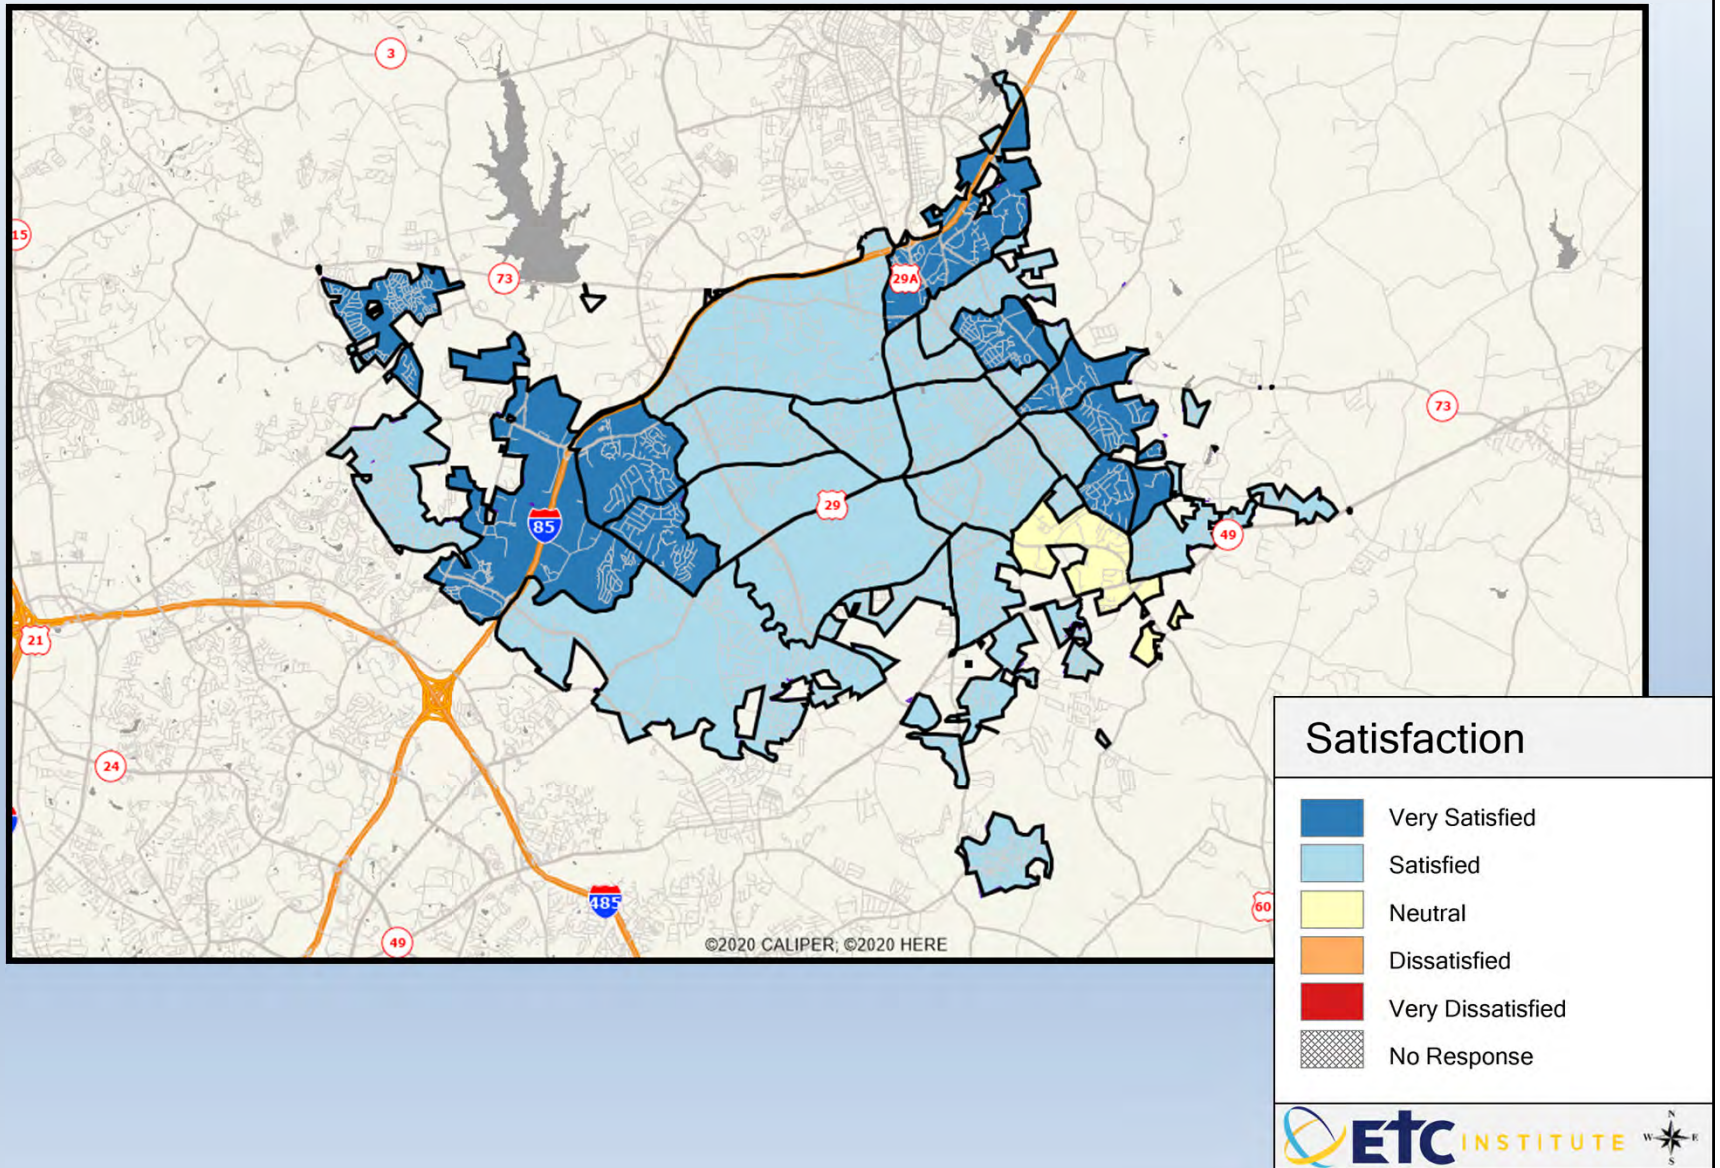 3
15
73
29A
73
29
85
49
21
24
485
49
60
©2020 CALIPER; ©2020 HERE
Satisfaction
Very Satisfied
Satisfied
Neutral
Dissatisfied
Very Dissatisfied
No Response
ETC INSTITUTE
N
W E
S